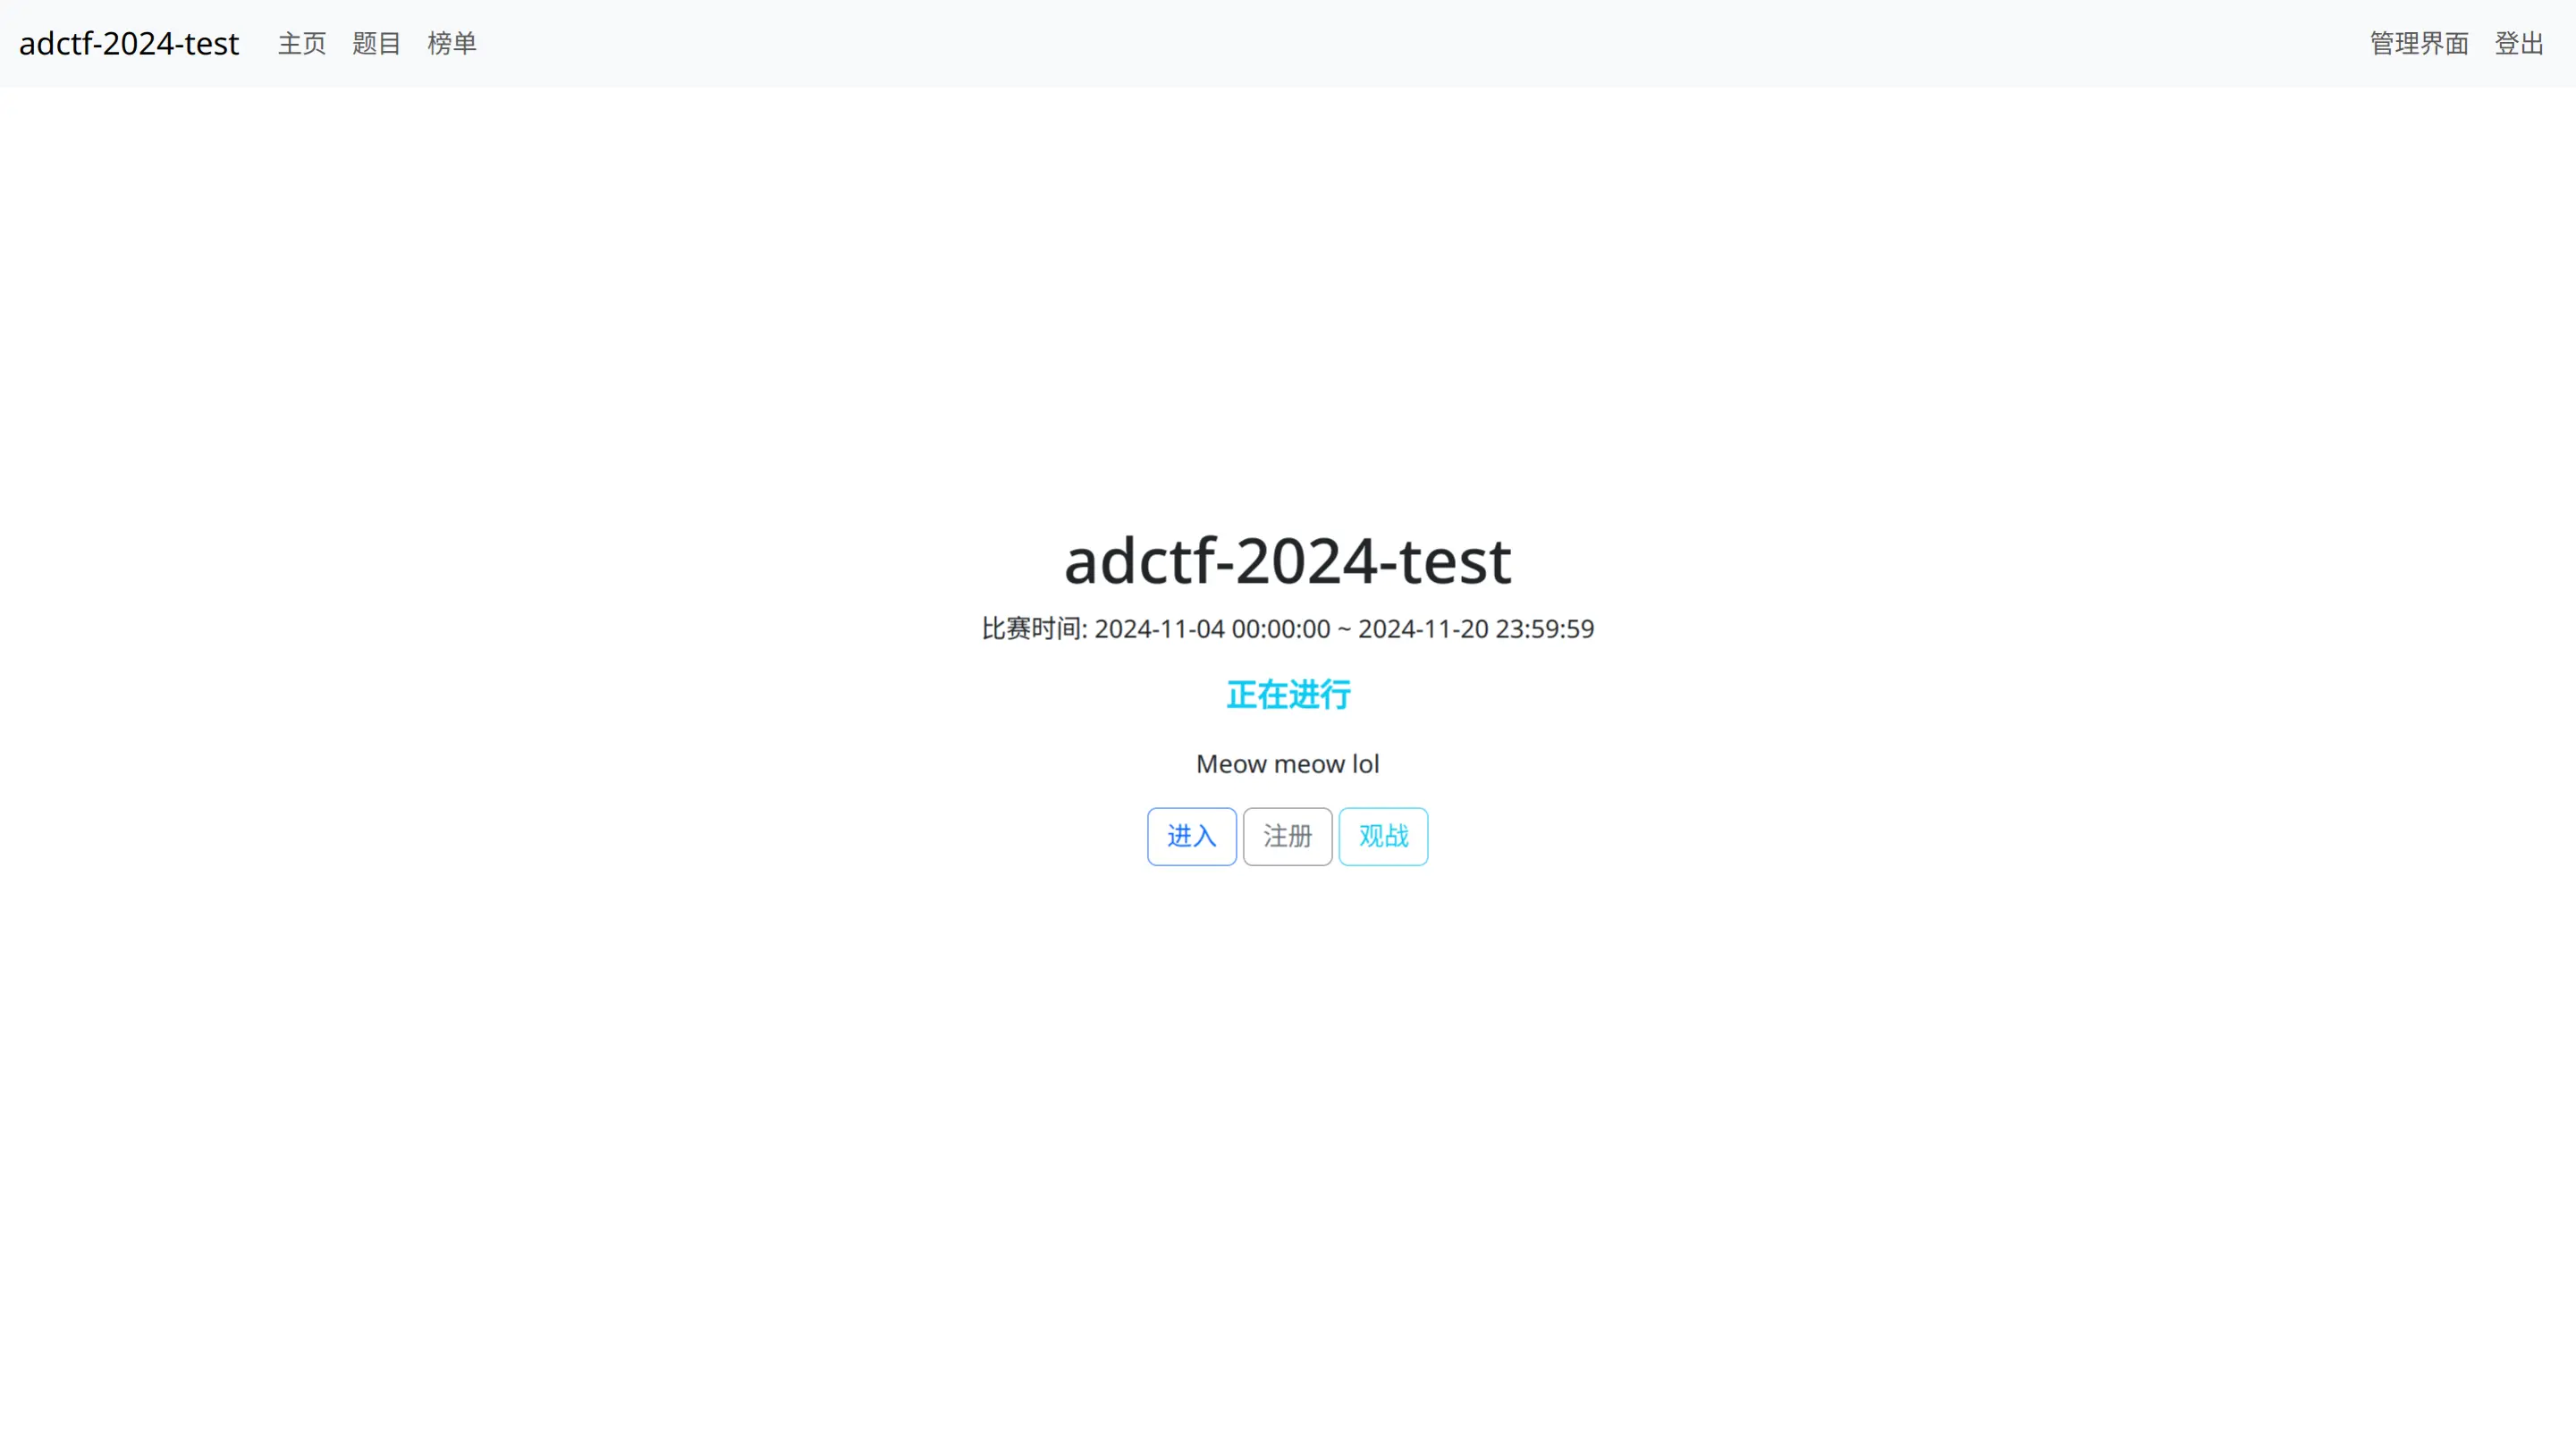 adctf-2024-test 主页 题目 榜单 管理界面 登出
adctf-2024-test
比赛时间: 2024-11-04 00:00:00 ~ 2024-11-20 23:59:59
正在进行
Meow meow lol
进入 注册 观战